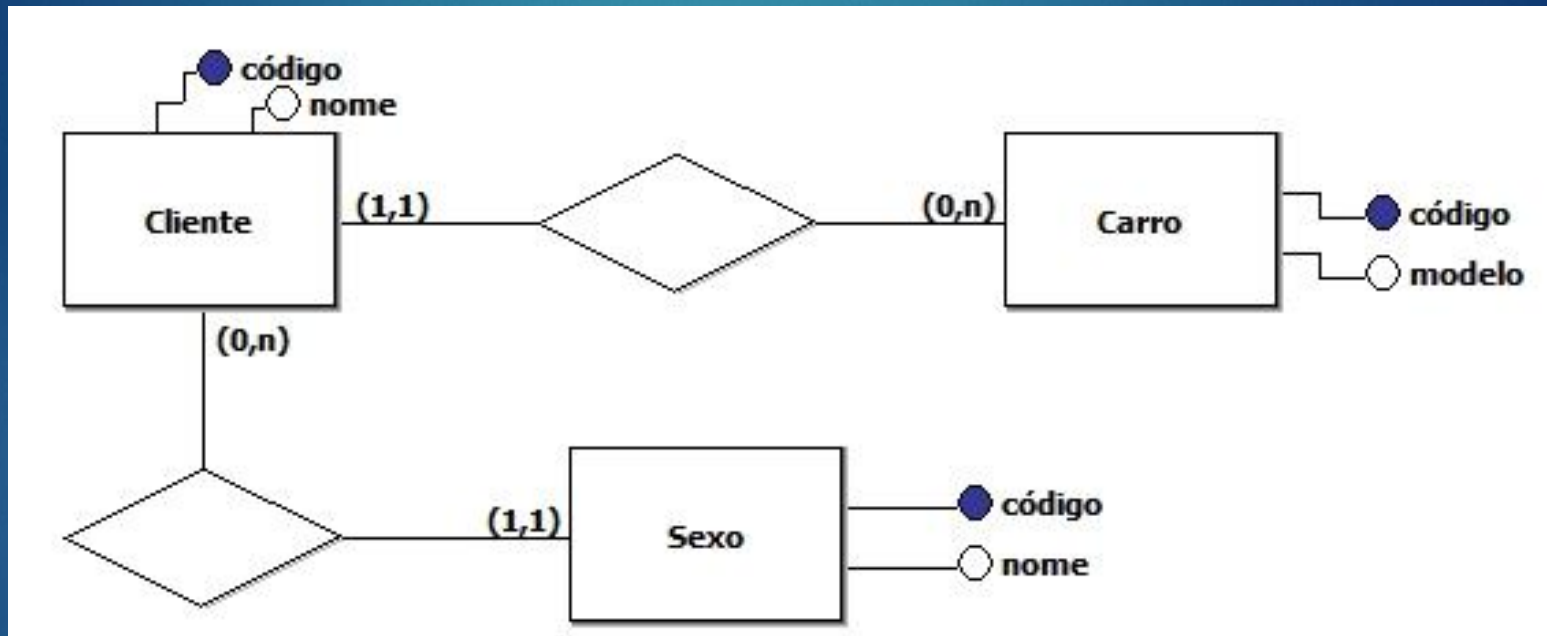 código
nome
Cliente
(1,1)
(0,n)
Carro
código
modelo
(0,n)
(1,1)
Sexo
código
nome